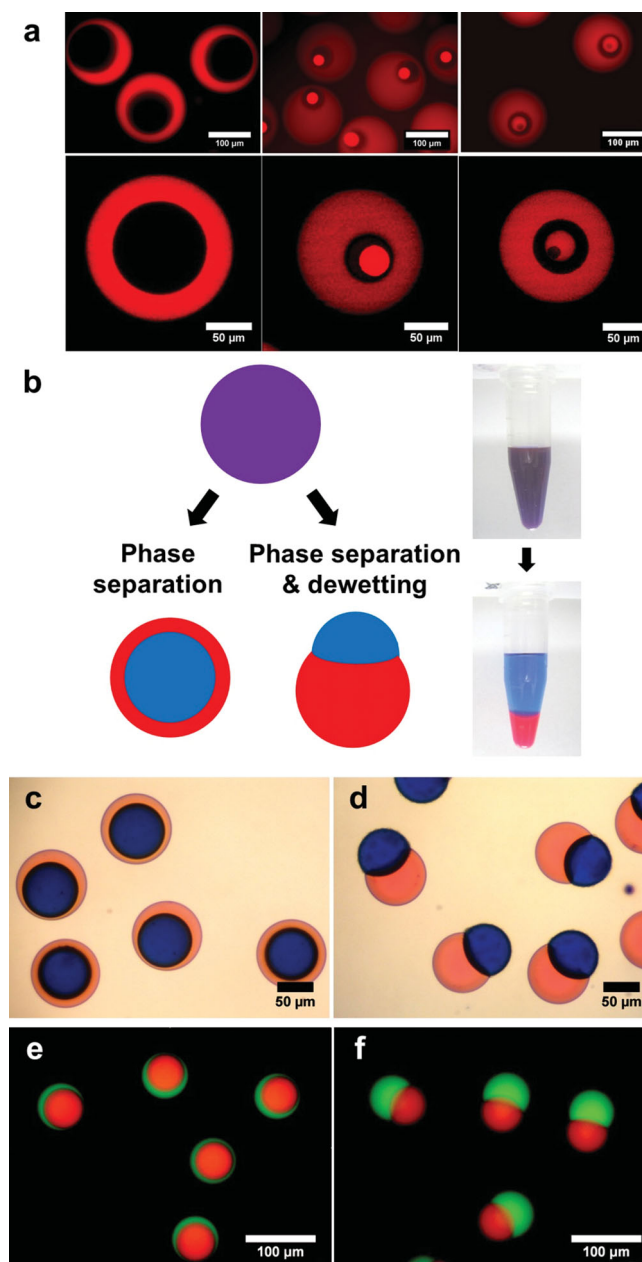 a
100 µm
100 µm
100 µm
50 µm
50 µm
50 µm
b
Phase
separation
Phase separation
& dewetting
c
50 µm
d
50 µm
e
100 µm
f
100 µm